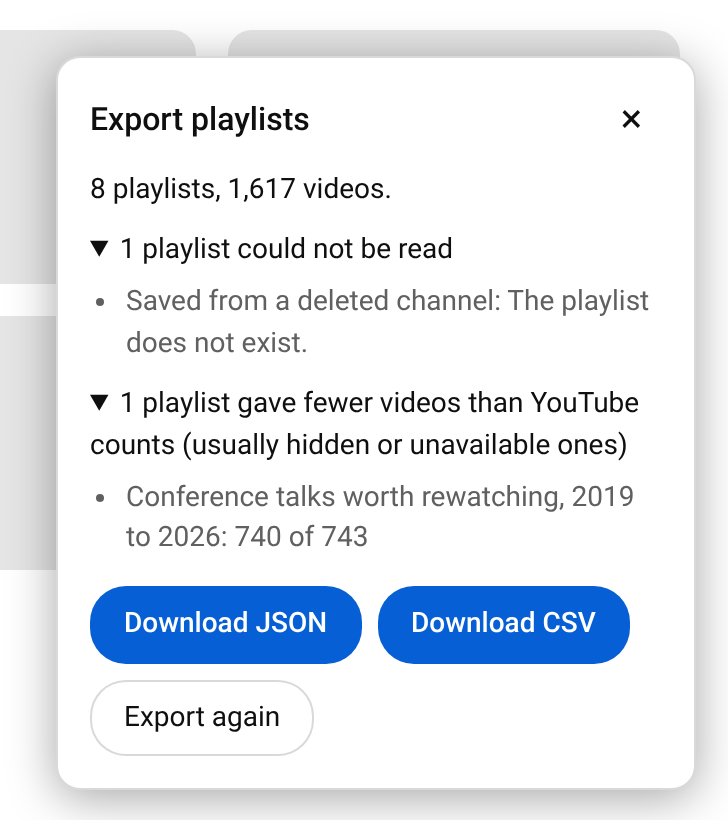 Export playlists
8 playlists, 1,617 videos.
1 playlist could not be read
Saved from a deleted channel: The playlist
does not exist.
1 playlist gave fewer videos than YouTube
counts (usually hidden or unavailable ones)
Conference talks worth rewatching, 2019
to 2026: 740 of 743
Download JSON
Download CSV
Export again